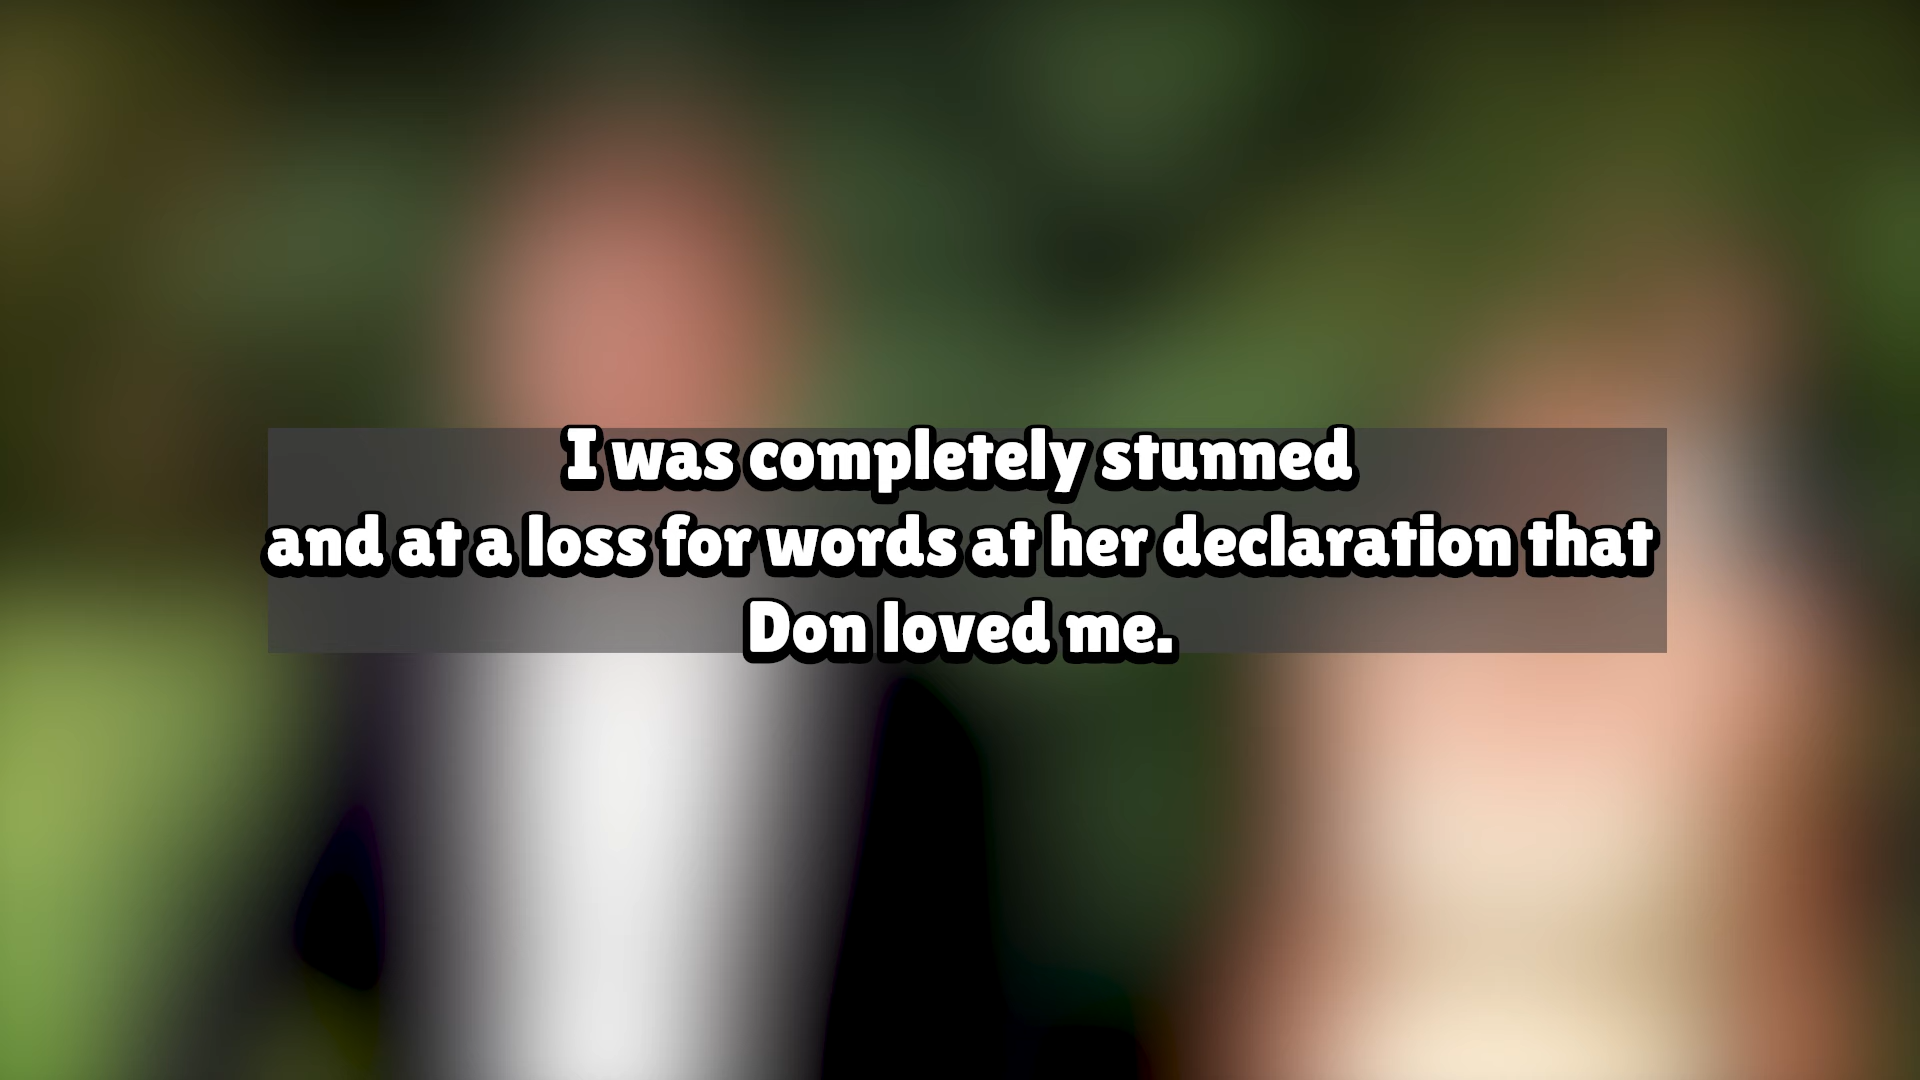 I was completely stunned
and at a loss for words at her declaration that
Don loved me.